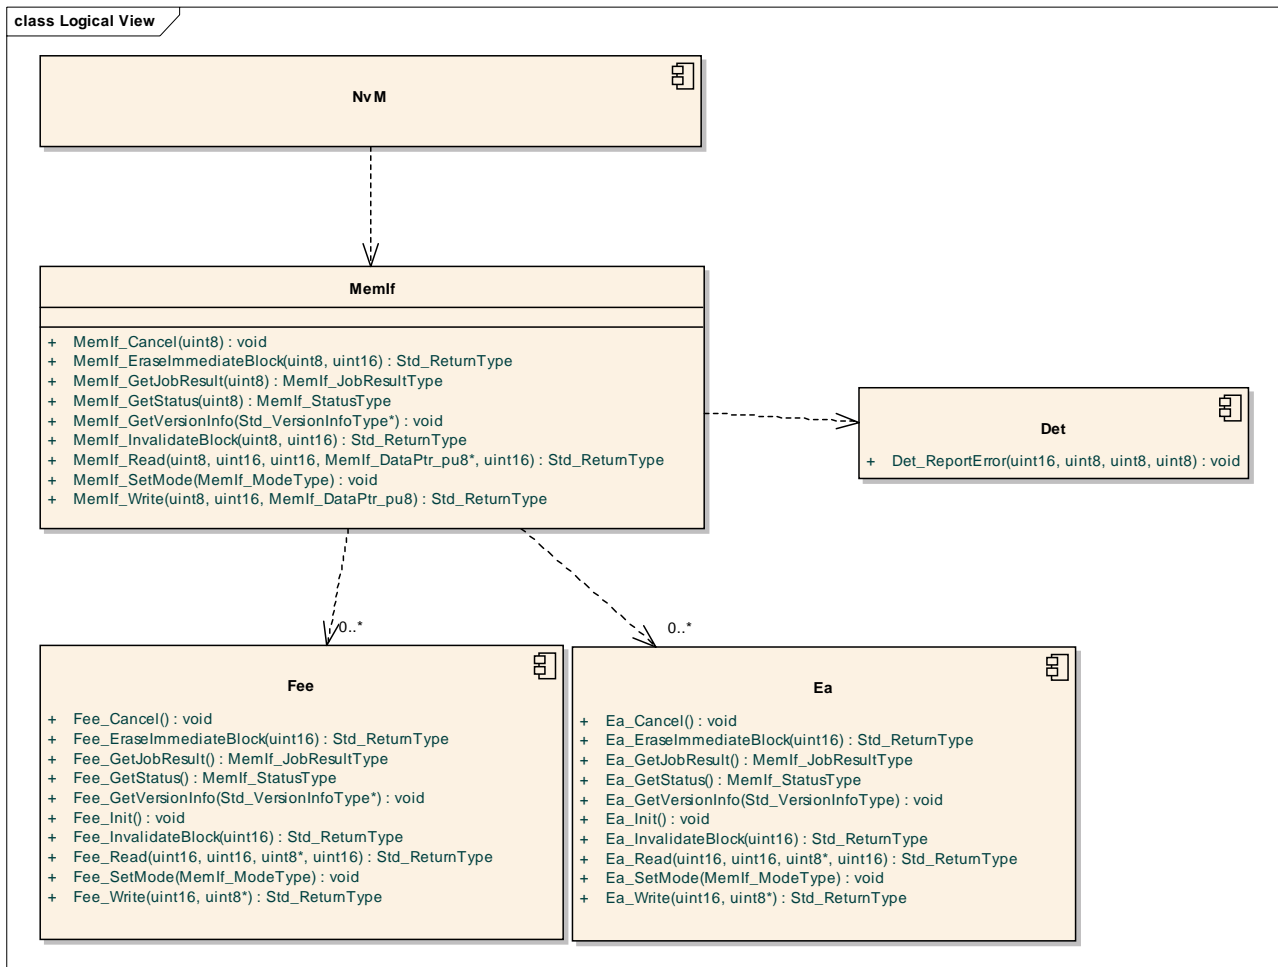 class Logical View
NvM
MemIf
+ MemIf_Cancel(uint8) : void
+ MemIf_EraseImmediateBlock(uint8, uint16) : Std_ReturnType
+ MemIf_GetJobResult(uint8) : MemIf_JobResultType
+ MemIf_GetStatus(uint8) : MemIf_StatusType
+ MemIf_GetVersionInfo(Std_VersionInfoType*) : void
+ MemIf_InvalidateBlock(uint8, uint16) : Std_ReturnType
+ MemIf_Read(uint8, uint16, uint16, MemIf_DataPtr_pu8*, uint16) : Std_ReturnType
+ MemIf_SetMode(MemIf_ModeType) : void
+ MemIf_Write(uint8, uint16, MemIf_DataPtr_pu8) : Std_ReturnType
Det
+ Det_ReportError(uint16, uint8, uint8, uint8) : void
0..*
0..*
Fee
+ Fee_Cancel() : void
+ Fee_EraseImmediateBlock(uint16) : Std_ReturnType
+ Fee_GetJobResult() : MemIf_JobResultType
+ Fee_GetStatus() : MemIf_StatusType
+ Fee_GetVersionInfo(Std_VersionInfoType*) : void
+ Fee_Init() : void
+ Fee_InvalidateBlock(uint16) : Std_ReturnType
+ Fee_Read(uint16, uint16, uint8*, uint16) : Std_ReturnType
+ Fee_SetMode(MemIf_ModeType) : void
+ Fee_Write(uint16, uint8*) : Std_ReturnType
Ea
+ Ea_Cancel() : void
+ Ea_EraseImmediateBlock(uint16) : Std_ReturnType
+ Ea_GetJobResult() : MemIf_JobResultType
+ Ea_GetStatus() : MemIf_StatusType
+ Ea_GetVersionInfo(Std_VersionInfoType) : void
+ Ea_Init() : void
+ Ea_InvalidateBlock(uint16) : Std_ReturnType
+ Ea_Read(uint16, uint16, uint8*, uint16) : Std_ReturnType
+ Ea_SetMode(MemIf_ModeType) : void
+ Ea_Write(uint16, uint8*) : Std_ReturnType